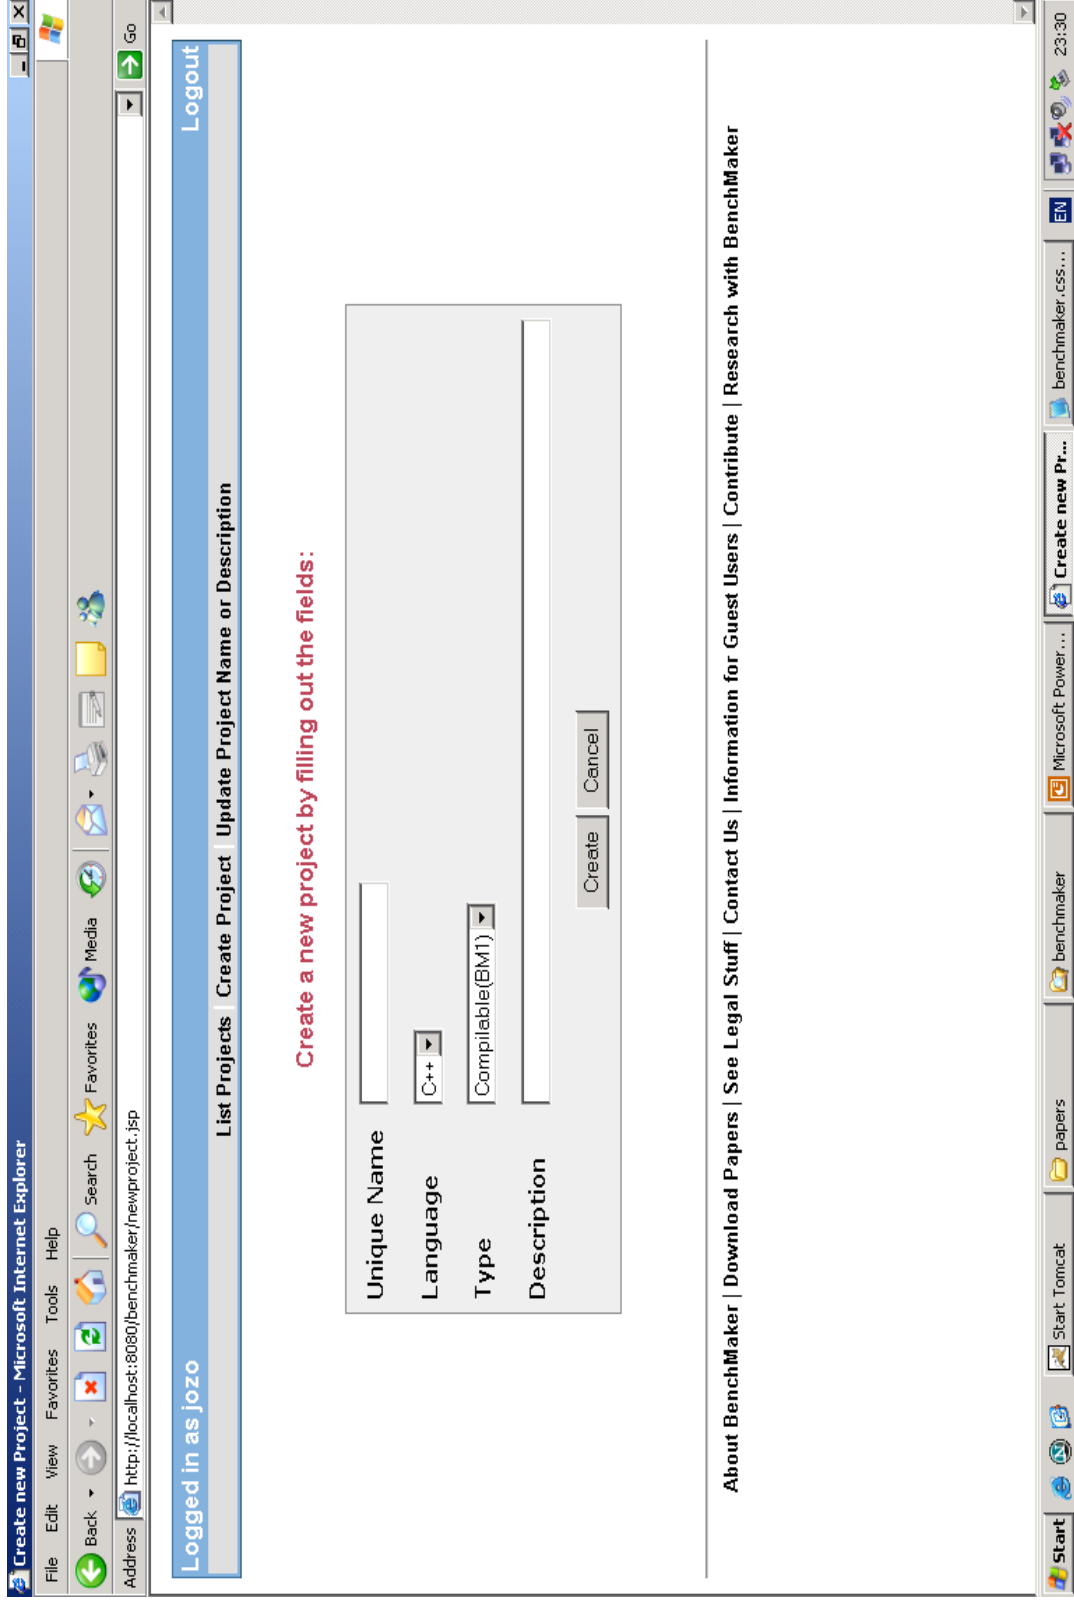 Create new Project - Microsoft Internet Explorer
File Edit View Favorites Tools Help
Back Search Favorites Media
Address http://localhost:8080/benchmaker/newproject.jsp Go
Logged in as jozo Logout
List Projects | Create Project | Update Project Name or Description
Create a new project by filling out the fields:
Unique Name
Language C++
Type Compilable(BM1)
Description
Create Cancel
About BenchMaker | Download Papers | See Legal Stuff | Contact Us | Information for Guest Users | Contribute | Research with BenchMaker
Start Start Tomcat papers benchmaker Microsoft Power... Create new Pr... benchmaker.css... EN 23:30